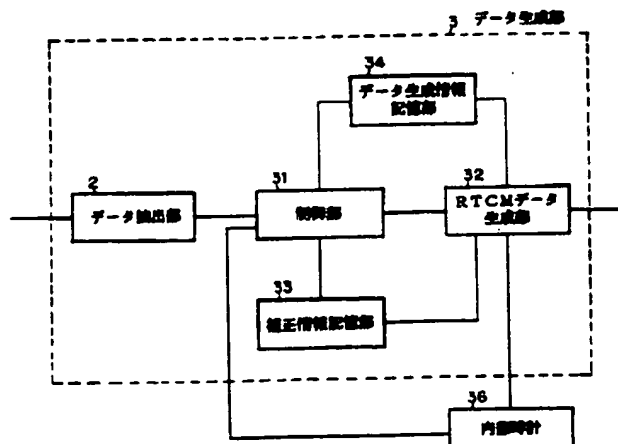 3 データ生成部
34
データ生成情報
記憶部
2
データ抽出部
31
制御部
32
RTCMデータ
生成部
33
補正情報記憶部
36
内部時計